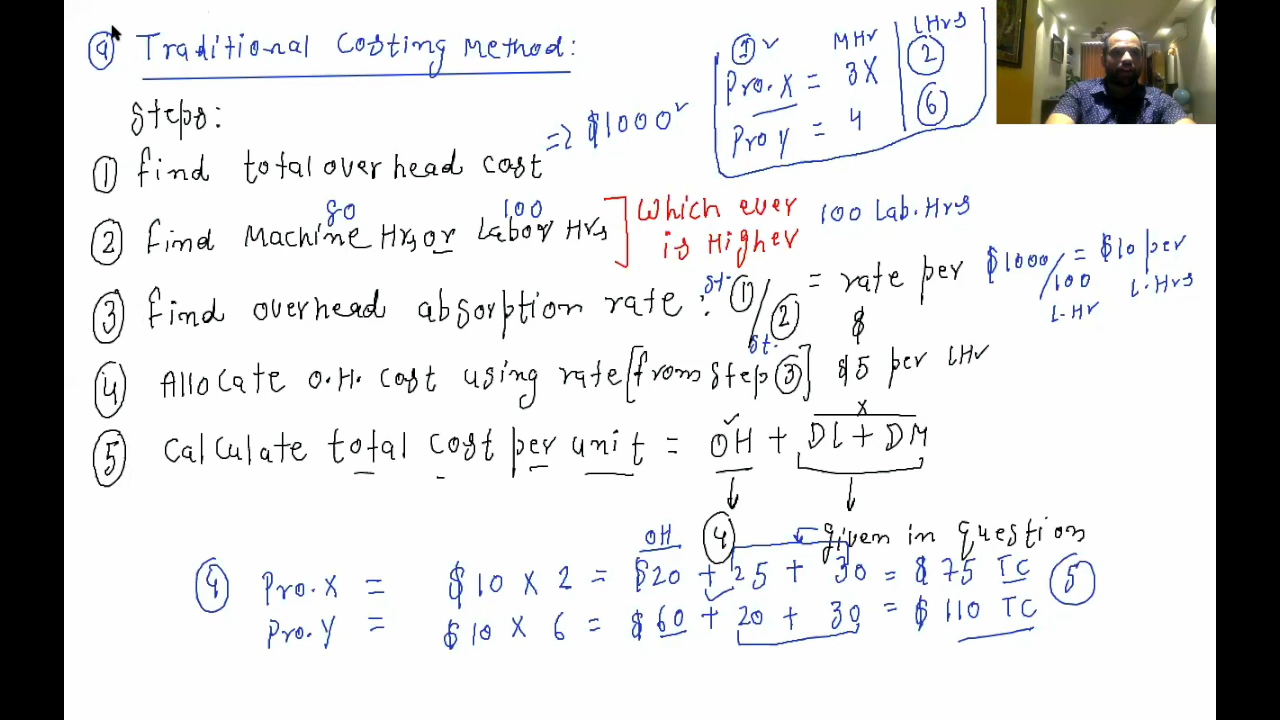 (a) Traditional Costing Method:
Steps:
① Find total overhead cost => $1000 ✓
① ✓ MHr LHrs
Pro.X = 3X ②
Pro Y = 4 ⑥
80 100
② Find Machine Hrs or Labor Hrs] Which ever is Higher 100 Lab.Hrs
③ Find overhead absorption rate: St. ① / ② St. = rate per $ $1000/100 L-Hr = $10 per L.Hrs
④ Allocate O.H. cost using rate [from step ③] $5 per LHr
⑤ Calculate total cost per unit = OH + DL + DM
④ given in question
OH
④ Pro.X = $10 X 2 = $20 + 25 + 30 = $75 TC ⑤
Pro.Y = $10 X 6 = $60 + 20 + 30 = $110 TC